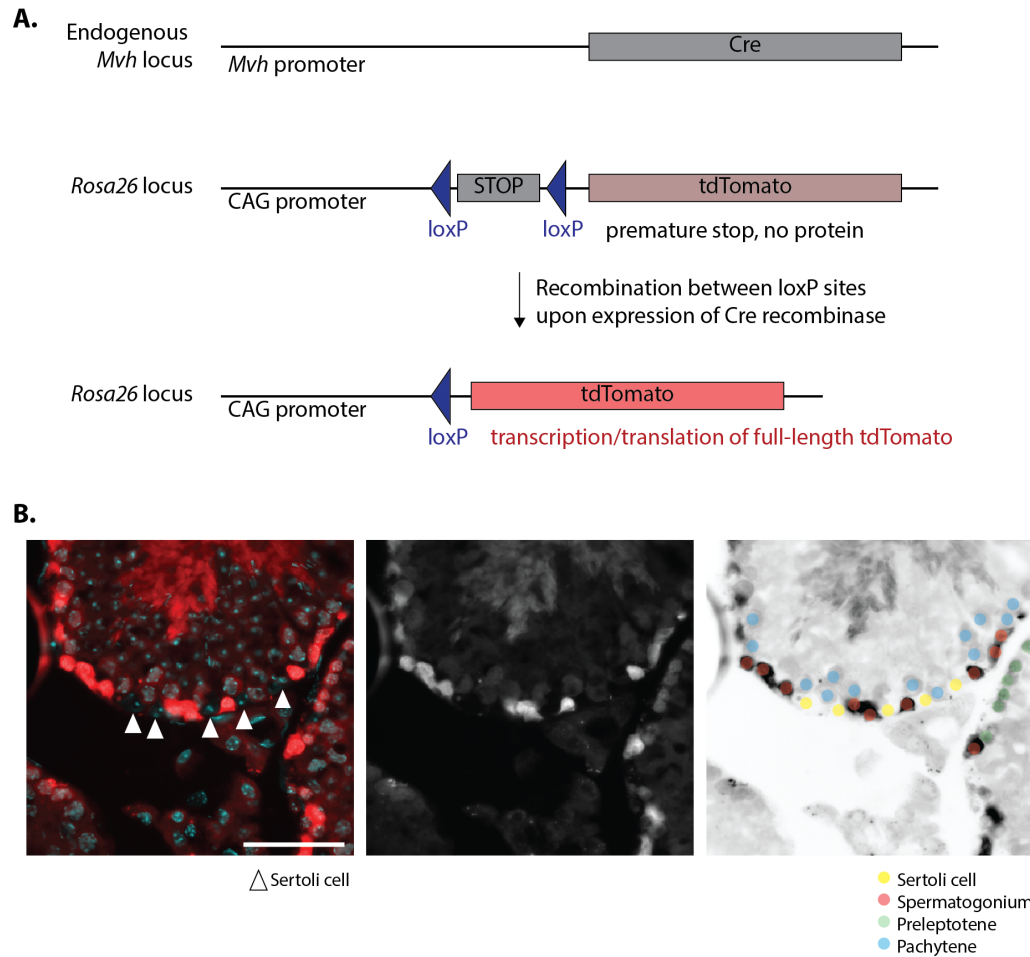 A.
Endogenous
Mvh locus
Mvh promoter
Cre
Rosa26 locus
CAG promoter
STOP
tdTomato
loxP
loxP
premature stop, no protein
Recombination between loxP sites
upon expression of Cre recombinase
Rosa26 locus
CAG promoter
tdTomato
loxP
transcription/translation of full-length tdTomato
B.
Sertoli cell
Sertoli cell
Spermatogonium
Preleptotene
Pachytene